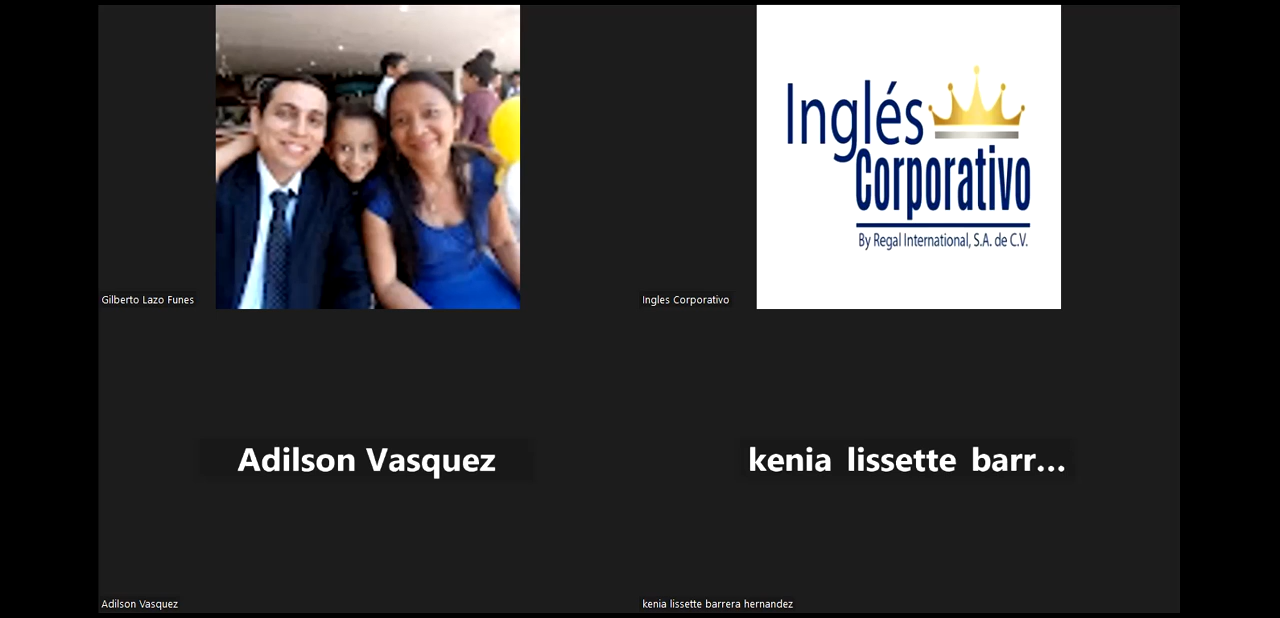 Inglés
Corporativo
By Regal International, S.A. de C.V.
Gilberto Lazo Funes
Ingles Corporativo
Adilson Vasquez
kenia lissette barr...
Adilson Vasquez
kenia lissette barrera hernandez